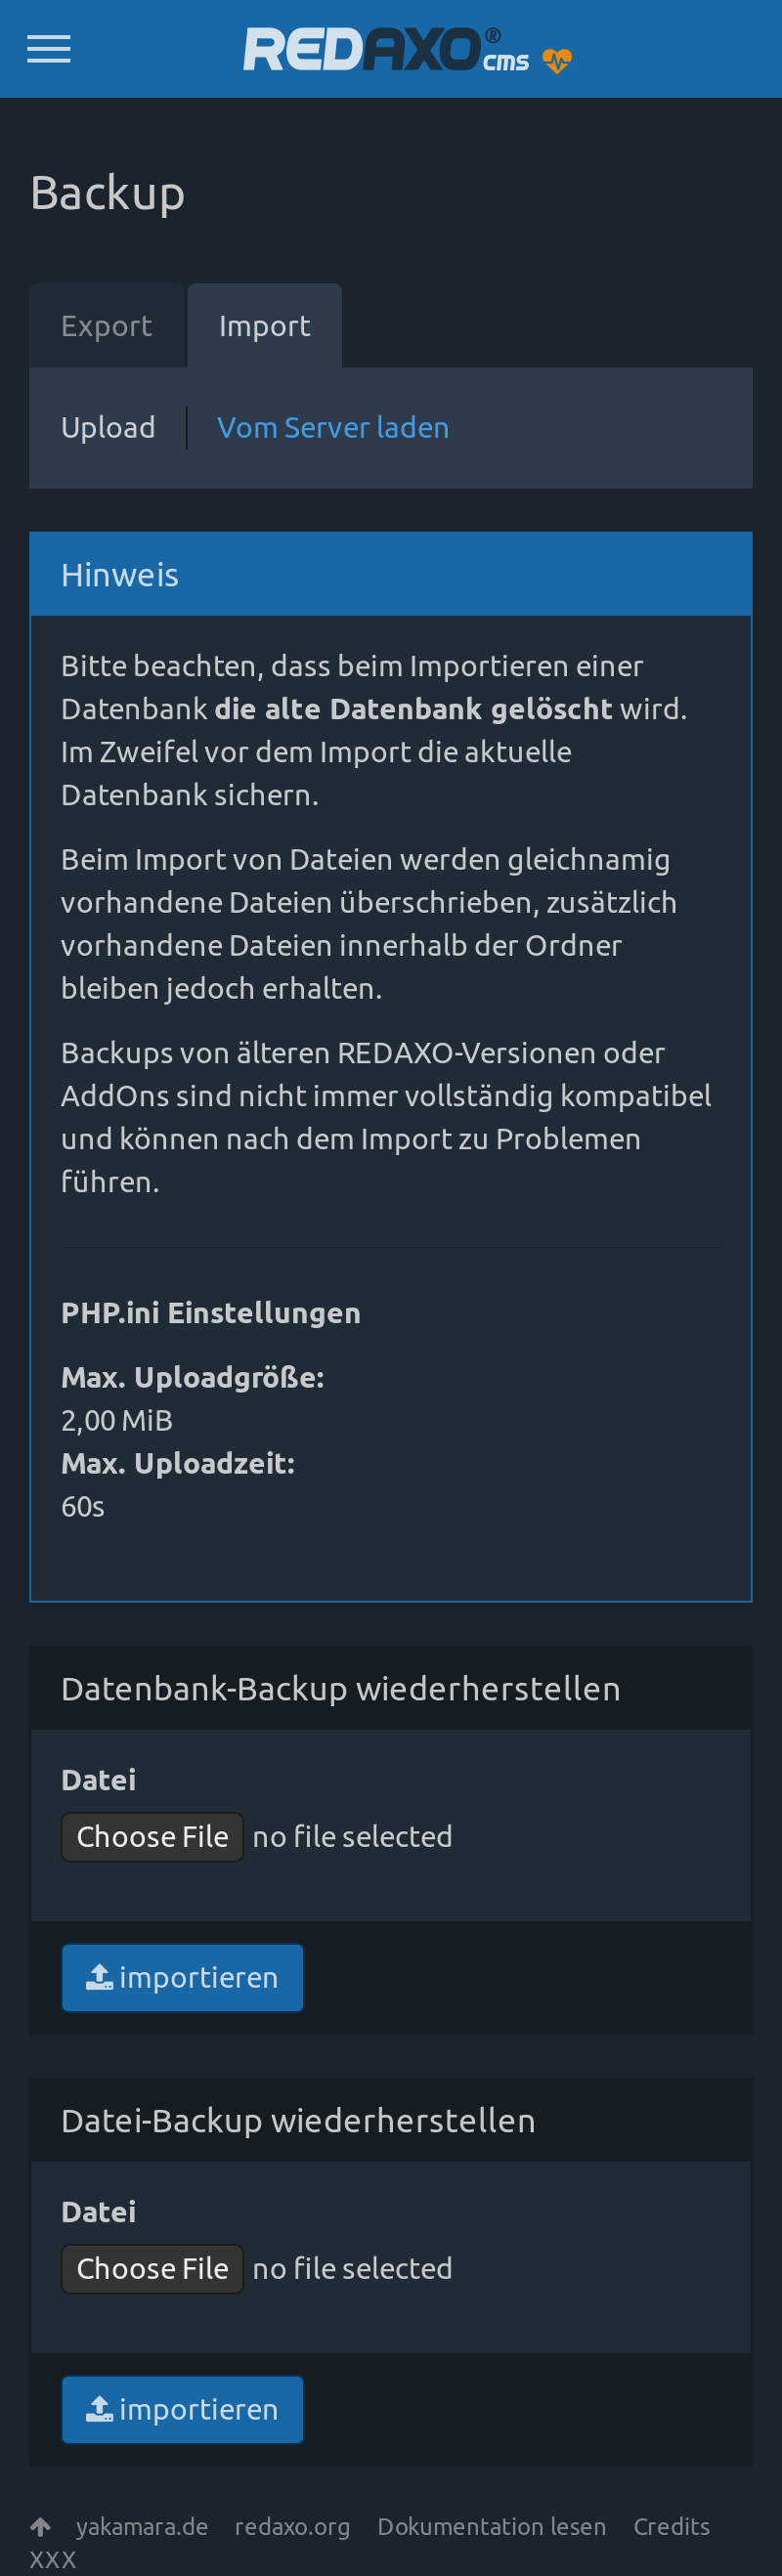 REDAXO® cms
Backup
Export Import
Upload Vom Server laden
Hinweis
Bitte beachten, dass beim Importieren einer
Datenbank die alte Datenbank gelöscht wird.
Im Zweifel vor dem Import die aktuelle
Datenbank sichern.
Beim Import von Dateien werden gleichnamig
vorhandene Dateien überschrieben, zusätzlich
vorhandene Dateien innerhalb der Ordner
bleiben jedoch erhalten.
Backups von älteren REDAXO-Versionen oder
AddOns sind nicht immer vollständig kompatibel
und können nach dem Import zu Problemen
führen.
PHP.ini Einstellungen
Max. Uploadgröße:
2,00 MiB
Max. Uploadzeit:
60s
Datenbank-Backup wiederherstellen
Datei
Choose File no file selected
importieren
Datei-Backup wiederherstellen
Datei
Choose File no file selected
importieren
yakamara.de redaxo.org Dokumentation lesen Credits
XXX